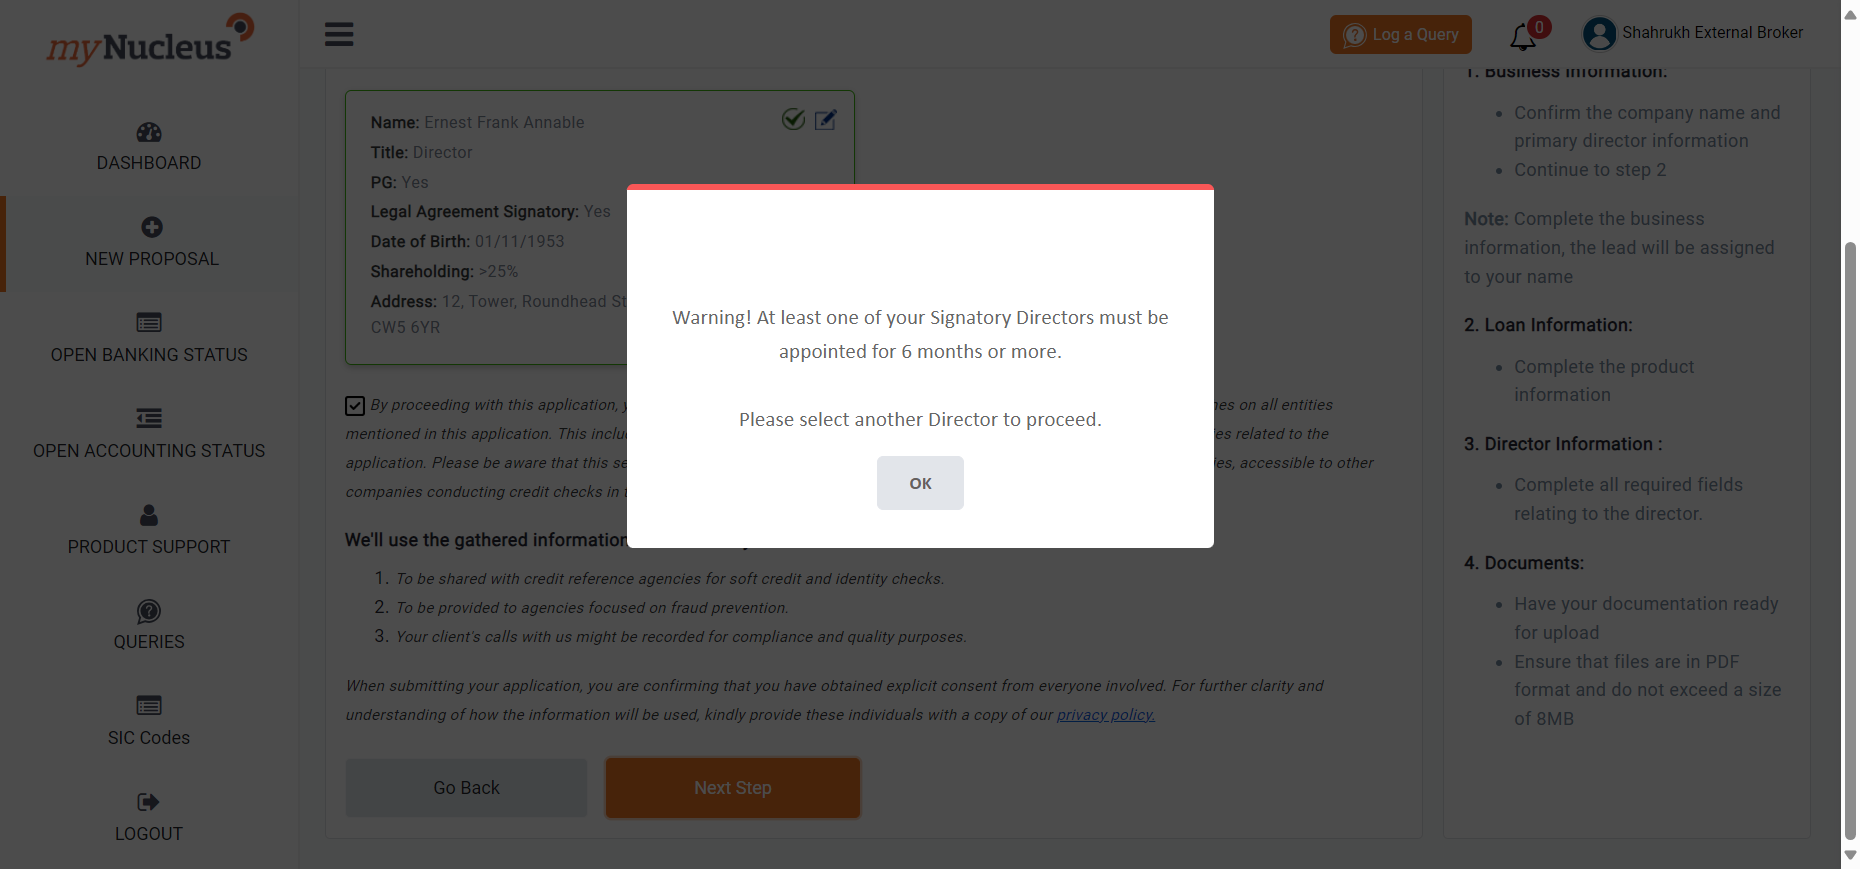 myNucleus
Log a Query
0
Shahrukh External Broker
DASHBOARD
NEW PROPOSAL
OPEN BANKING STATUS
OPEN ACCOUNTING STATUS
PRODUCT SUPPORT
QUERIES
SIC Codes
LOGOUT
Name: Ernest Frank Annable
Title: Director
PG: Yes
Legal Agreement Signatory: Yes
Date of Birth: 01/11/1953
Shareholding: >25%
Address: 12, Tower, Roundhead St
CW5 6YR
By proceeding with this application, y
nes on all entities
mentioned in this application. This inclu
ies related to the
application. Please be aware that this se
ies, accessible to other
companies conducting credit checks in t
We'll use the gathered information
1. To be shared with credit reference agencies for soft credit and identity checks.
2. To be provided to agencies focused on fraud prevention.
3. Your client's calls with us might be recorded for compliance and quality purposes.
When submitting your application, you are confirming that you have obtained explicit consent from everyone involved. For further clarity and
understanding of how the information will be used, kindly provide these individuals with a copy of our privacy policy.
Go Back
Next Step
Warning! At least one of your Signatory Directors must be
appointed for 6 months or more.
Please select another Director to proceed.
OK
1. Business Information:
Confirm the company name and
primary director information
Continue to step 2
Note: Complete the business
information, the lead will be assigned
to your name
2. Loan Information:
Complete the product
information
3. Director Information :
Complete all required fields
relating to the director.
4. Documents:
Have your documentation ready
for upload
Ensure that files are in PDF
format and do not exceed a size
of 8MB